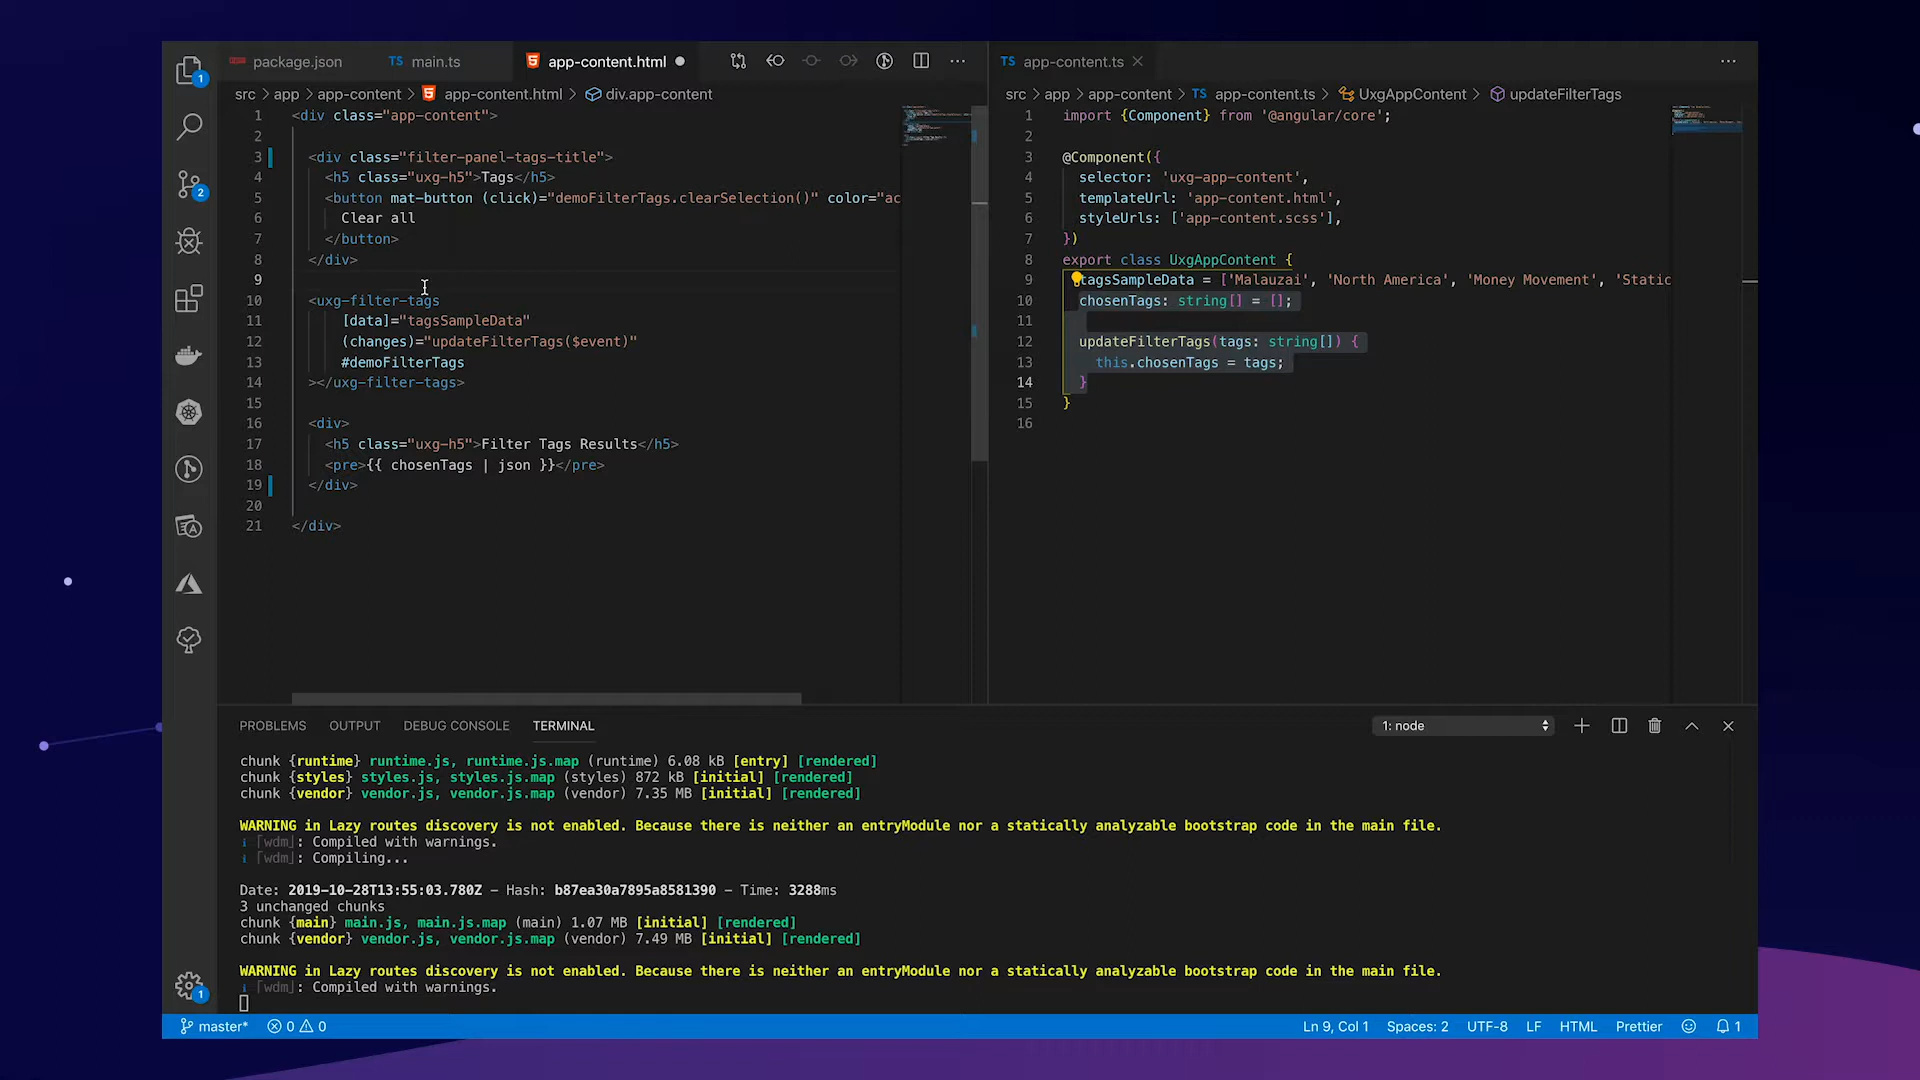 package.json
TS main.ts
app-content.html
src > app > app-content > app-content.html > div.app-content
1 <div class="app-content">
2
3 <div class="filter-panel-tags-title">
4 <h5 class="uxg-h5">Tags</h5>
5 <button mat-button (click)="demoFilterTags.clearSelection()" color="ac
6 Clear all
7 </button>
8 </div>
9
10 <uxg-filter-tags
11 [data]="tagsSampleData"
12 (changes)="updateFilterTags($event)"
13 #demoFilterTags
14 ></uxg-filter-tags>
15
16 <div>
17 <h5 class="uxg-h5">Filter Tags Results</h5>
18 <pre>{{ chosenTags | json }}</pre>
19 </div>
20
21 </div>
TS app-content.ts
src > app > app-content > TS app-content.ts > UxgAppContent > updateFilterTags
1 import {Component} from '@angular/core';
2
3 @Component({
4 selector: 'uxg-app-content',
5 templateUrl: 'app-content.html',
6 styleUrls: ['app-content.scss'],
7 })
8 export class UxgAppContent {
9 tagsSampleData = ['Malauzai', 'North America', 'Money Movement', 'Static
10 chosenTags: string[] = [];
11
12 updateFilterTags(tags: string[]) {
13 this.chosenTags = tags;
14 }
15 }
16
1
2
1
PROBLEMS OUTPUT DEBUG CONSOLE TERMINAL
1: node
chunk {runtime} runtime.js, runtime.js.map (runtime) 6.08 kB [entry] [rendered]
chunk {styles} styles.js, styles.js.map (styles) 872 kB [initial] [rendered]
chunk {vendor} vendor.js, vendor.js.map (vendor) 7.35 MB [initial] [rendered]
WARNING in Lazy routes discovery is not enabled. Because there is neither an entryModule nor a statically analyzable bootstrap code in the main file.
i ｢wdm｣: Compiled with warnings.
i ｢wdm｣: Compiling...
Date: 2019-10-28T13:55:03.780Z – Hash: b87ea30a7895a8581390 – Time: 3288ms
3 unchanged chunks
chunk {main} main.js, main.js.map (main) 1.07 MB [initial] [rendered]
chunk {vendor} vendor.js, vendor.js.map (vendor) 7.49 MB [initial] [rendered]
WARNING in Lazy routes discovery is not enabled. Because there is neither an entryModule nor a statically analyzable bootstrap code in the main file.
i ｢wdm｣: Compiled with warnings.
master* 0 0
Ln 9, Col 1 Spaces: 2 UTF-8 LF HTML Prettier 1